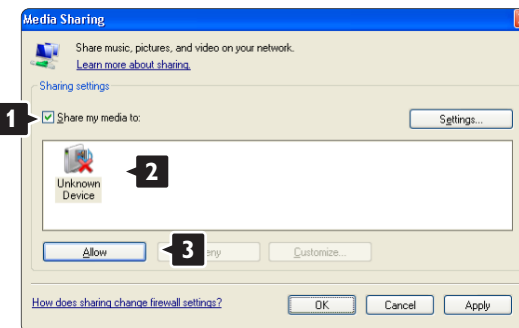 Media Sharing
Share music, pictures, and video on your network.
Learn more about sharing.
Sharing settings
1
Share my media to:
Settings...
2
Unknown
Device
Allow
3
Customize...
How does sharing change firewall settings?
OK
Cancel
Apply